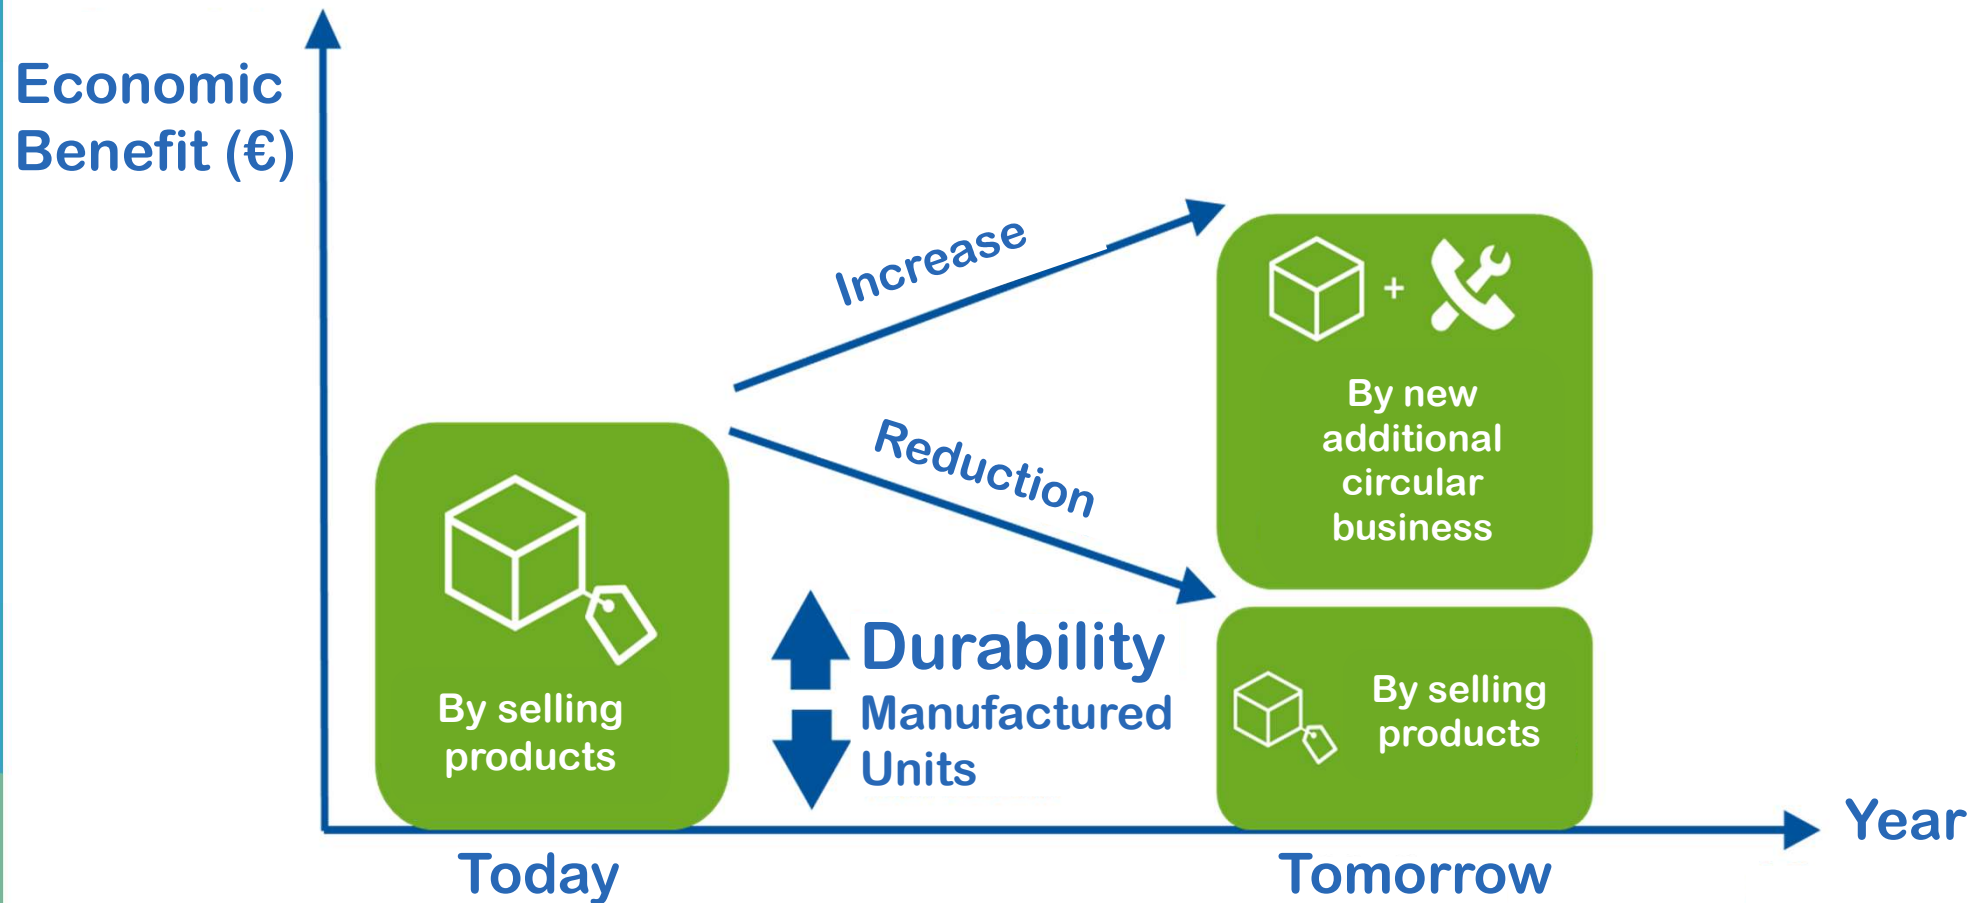 Economic
Benefit (€)
Increase
Reduction
+
By new
additional
circular
business
Durability
Manufactured
Units
By selling
products
By selling
products
Year
Today
Tomorrow